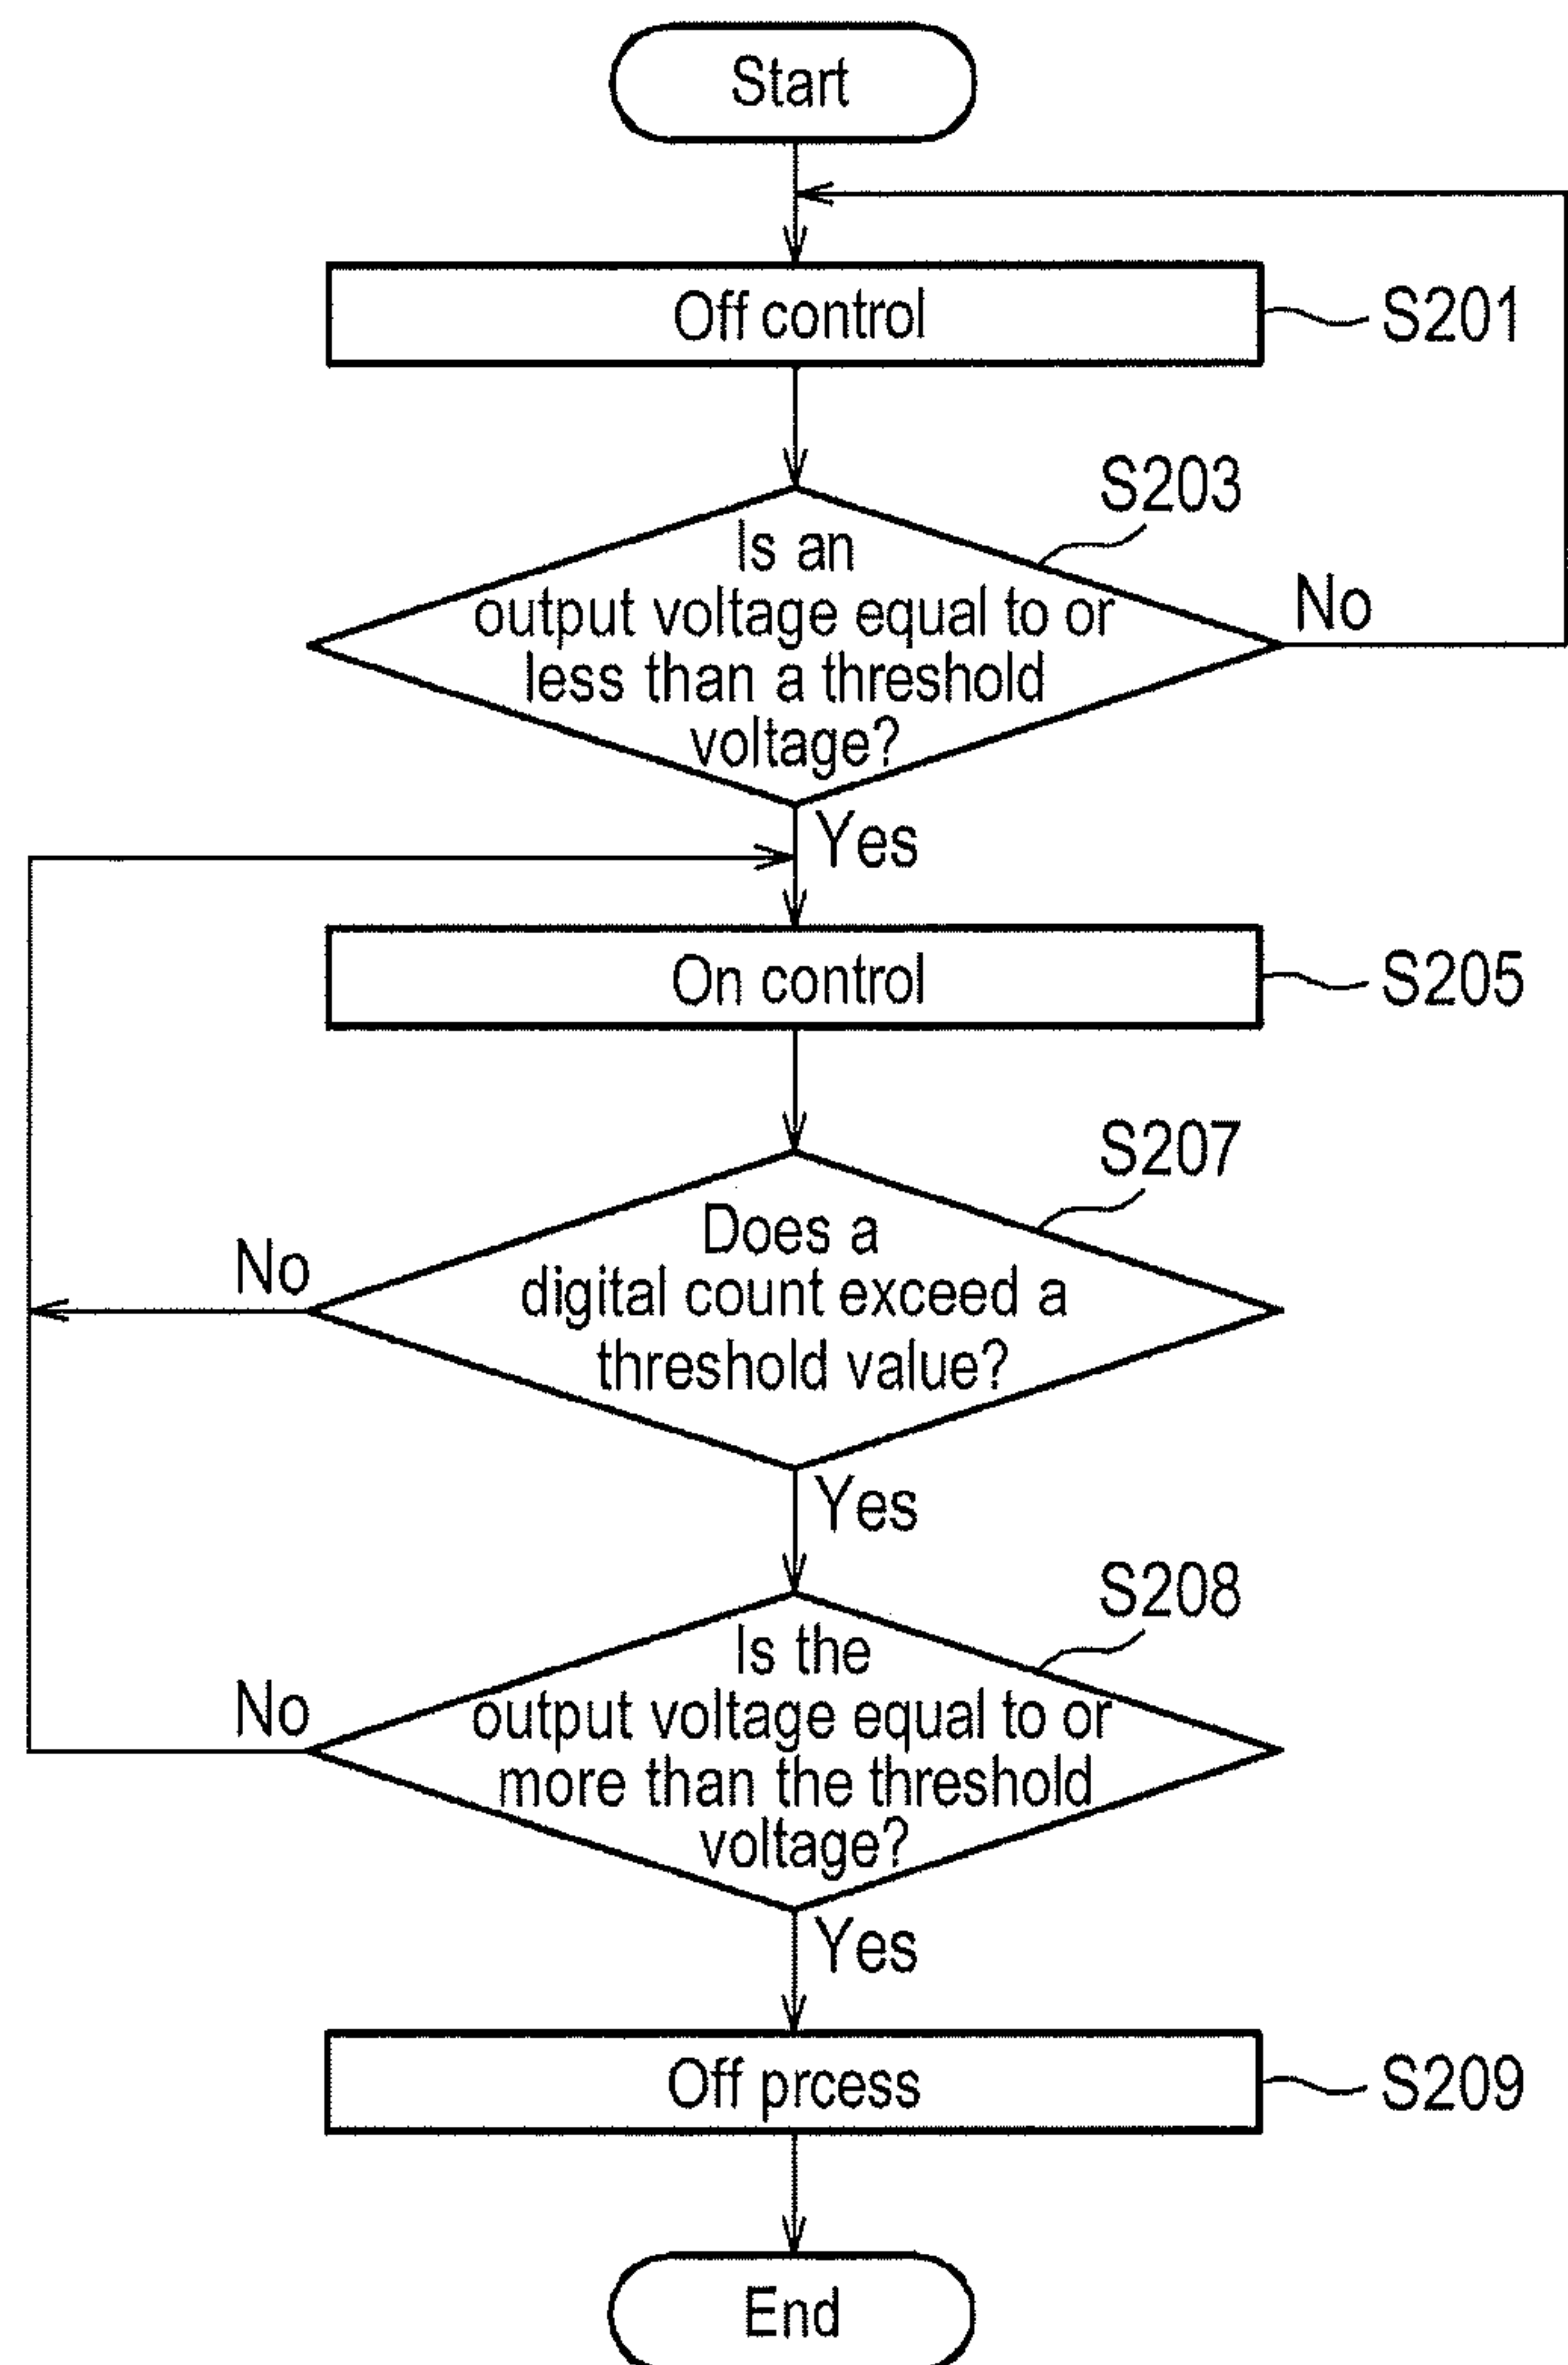 Start
Off control
S201
S203
Is an
output voltage equal to or
less than a threshold
voltage?
No
Yes
On control
S205
S207
Does a
digital count exceed a
threshold value?
No
Yes
S208
Is the
output voltage equal to or
more than the threshold
voltage?
No
Yes
Off prcess
S209
End